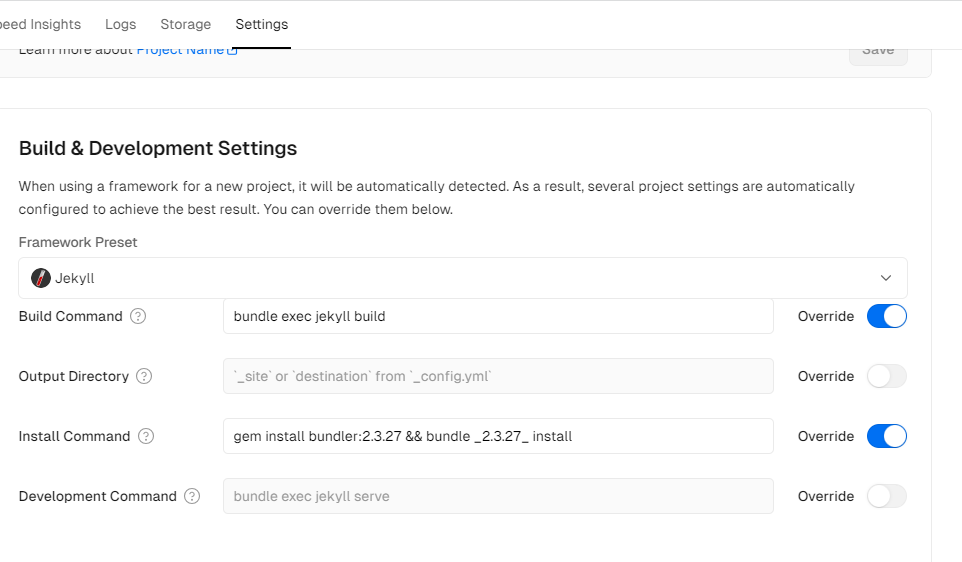 eed Insights Logs Storage Settings
Learn more about Project Name Save
Build & Development Settings
When using a framework for a new project, it will be automatically detected. As a result, several project settings are automatically
configured to achieve the best result. You can override them below.
Framework Preset
Jekyll
Build Command ? bundle exec jekyll build Override
Output Directory ? `_site` or `destination` from `_config.yml` Override
Install Command ? gem install bundler:2.3.27 && bundle _2.3.27_ install Override
Development Command ? bundle exec jekyll serve Override